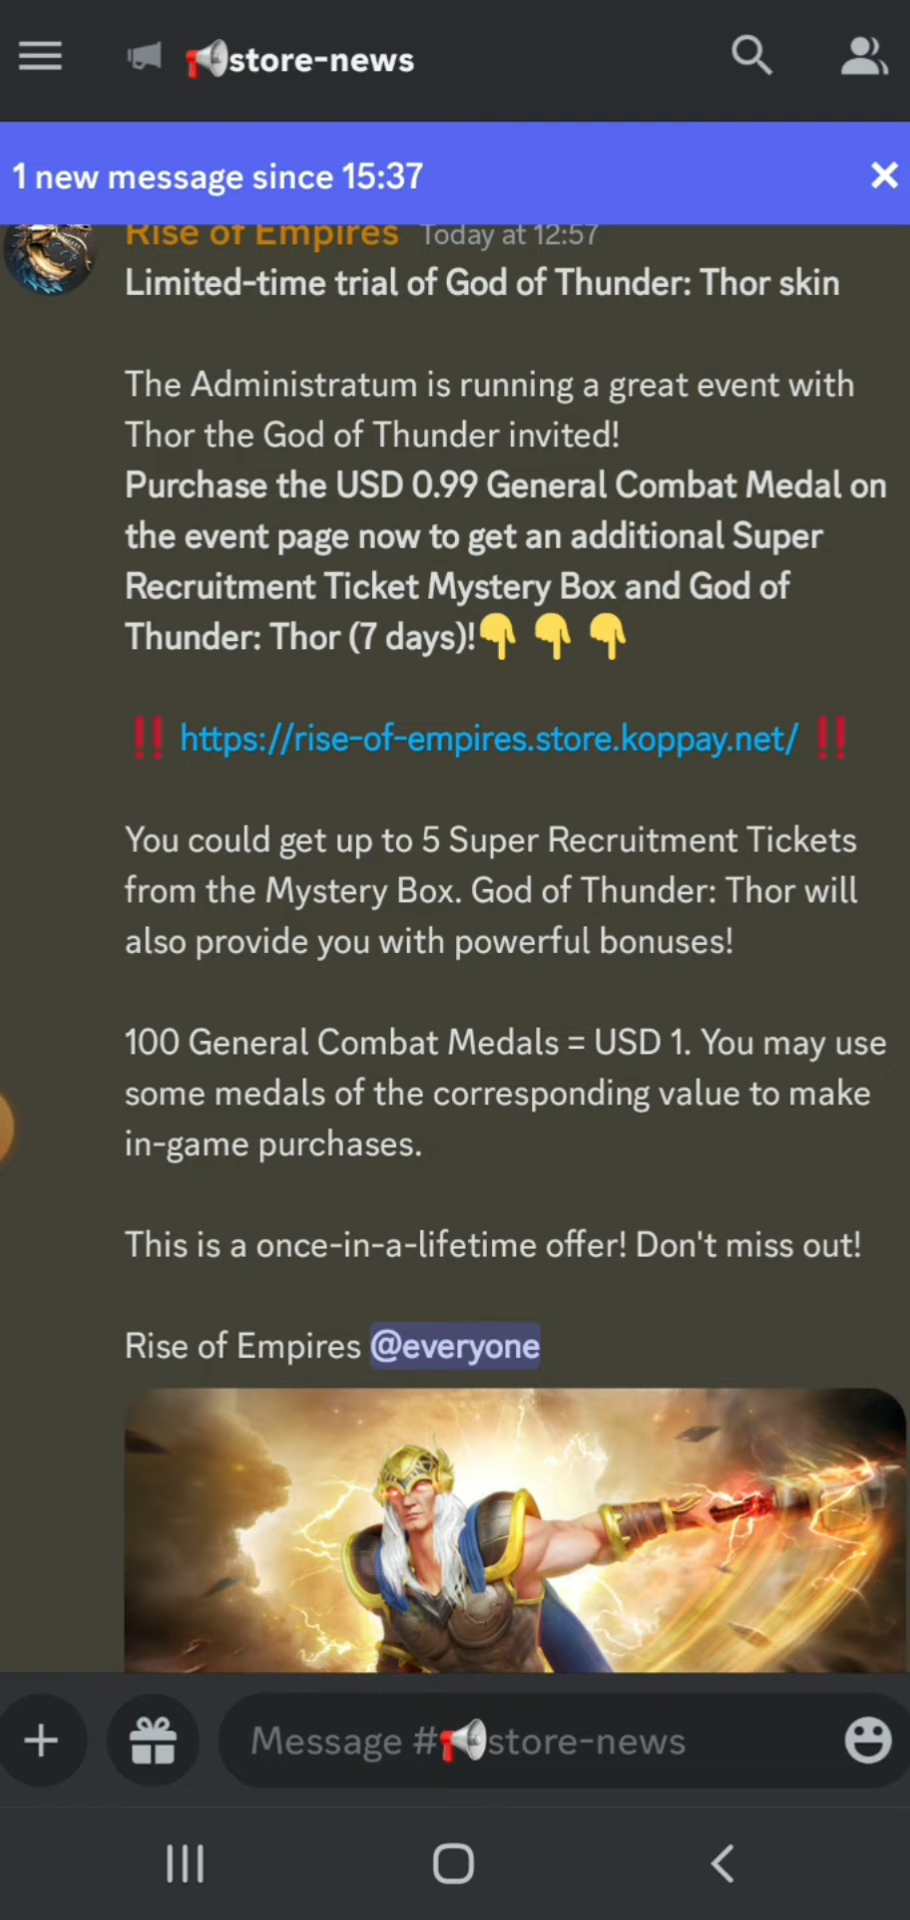 📢store-news
1 new message since 15:37
Rise of Empires Today at 12:57
Limited-time trial of God of Thunder: Thor skin
The Administratum is running a great event with
Thor the God of Thunder invited!
Purchase the USD 0.99 General Combat Medal on
the event page now to get an additional Super
Recruitment Ticket Mystery Box and God of
Thunder: Thor (7 days)!👇👇👇
‼️ https://rise-of-empires.store.koppay.net/ ‼️
You could get up to 5 Super Recruitment Tickets
from the Mystery Box. God of Thunder: Thor will
also provide you with powerful bonuses!
100 General Combat Medals = USD 1. You may use
some medals of the corresponding value to make
in-game purchases.
This is a once-in-a-lifetime offer! Don't miss out!
Rise of Empires @everyone
Message #📢store-news